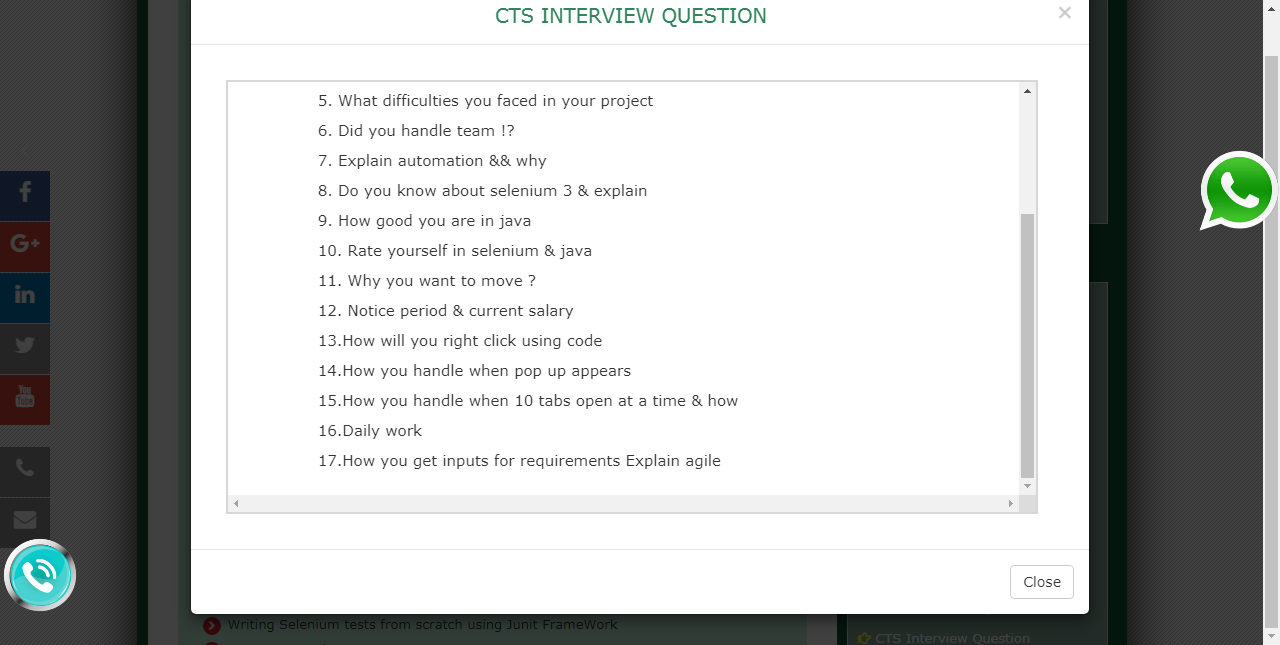 CTS INTERVIEW QUESTION
×
5. What difficulties you faced in your project
6. Did you handle team !?
7. Explain automation && why
8. Do you know about selenium 3 & explain
9. How good you are in java
10. Rate yourself in selenium & java
11. Why you want to move ?
12. Notice period & current salary
13.How will you right click using code
14.How you handle when pop up appears
15.How you handle when 10 tabs open at a time & how
16.Daily work
17.How you get inputs for requirements Explain agile
Close
Writing Selenium tests from scratch using Junit FrameWork
CTS Interview Question
f
G+
in
You
Tube